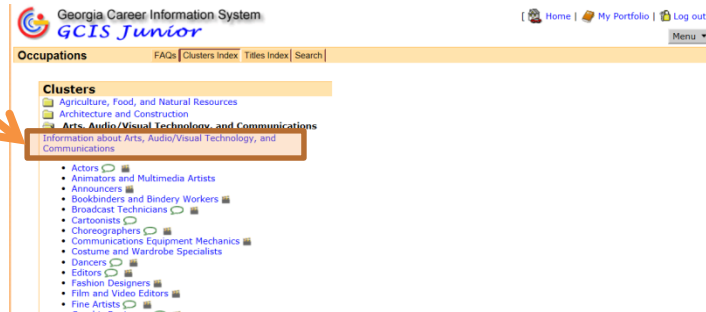 Georgia Career Information System
GCIS Junior
[ Home | My Portfolio | Log out
Menu
Occupations FAQs | Clusters Index | Titles Index | Search |
Clusters
Agriculture, Food, and Natural Resources
Architecture and Construction
Arts, Audio/Visual Technology, and Communications
Information about Arts, Audio/Visual Technology, and
Communications
• Actors
• Animators and Multimedia Artists
• Announcers
• Bookbinders and Bindery Workers
• Broadcast Technicians
• Cartoonists
• Choreographers
• Communications Equipment Mechanics
• Costume and Wardrobe Specialists
• Dancers
• Editors
• Fashion Designers
• Film and Video Editors
• Fine Artists